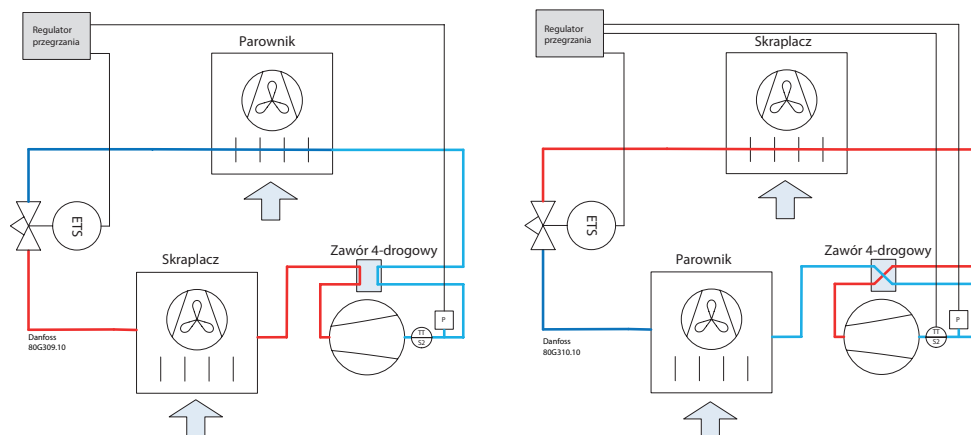 Regulator
przegrzania
Parownik
ETS
Skraplacz
Zawór 4-drogowy
P
TT
S2
Danfoss
80G309.10
Regulator
przegrzania
Skraplacz
ETS
Parownik
Zawór 4-drogowy
P
TT
S2
Danfoss
80G310.10